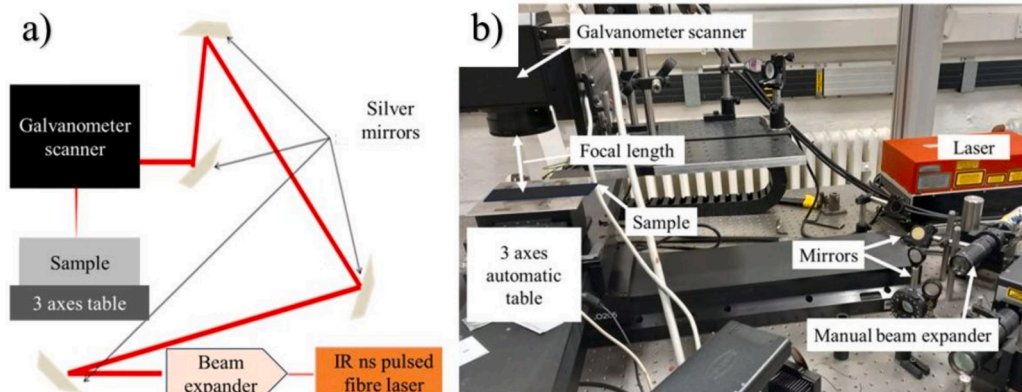 a)
Galvanometer
scanner
Silver
mirrors
Sample
3 axes table
Beam
expander
IR ns pulsed
fibre laser
b)
Galvanometer scanner
Focal length
Laser
Sample
3 axes
automatic
table
Mirrors
Manual beam expander